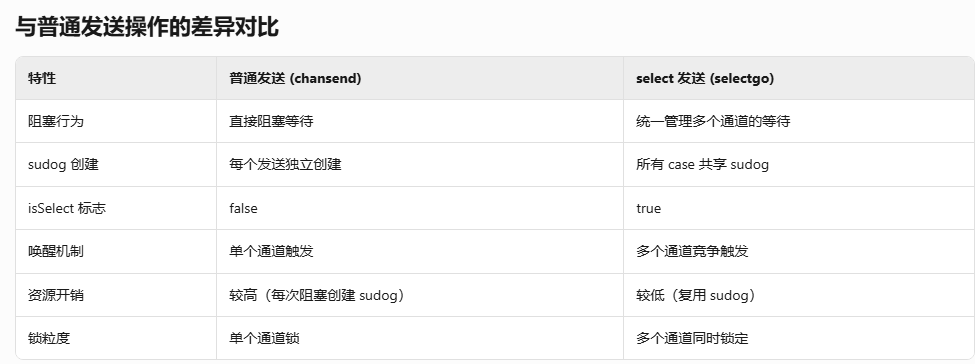 与普通发送操作的差异对比
特性 普通发送 (chansend) select 发送 (selectgo)
阻塞行为 直接阻塞等待 统一管理多个通道的等待
sudog 创建 每个发送独立创建 所有 case 共享 sudog
isSelect 标志 false true
唤醒机制 单个通道触发 多个通道竞争触发
资源开销 较高（每次阻塞创建 sudog） 较低（复用 sudog）
锁粒度 单个通道锁 多个通道同时锁定